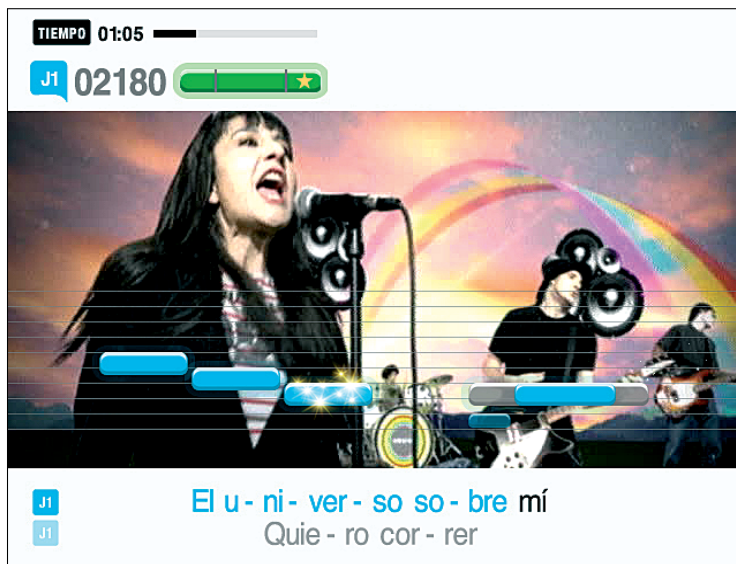 TIEMPO 01:05
J1 02180
J1 El u - ni - ver - so so - bre mí
J1 Quie - ro cor - rer